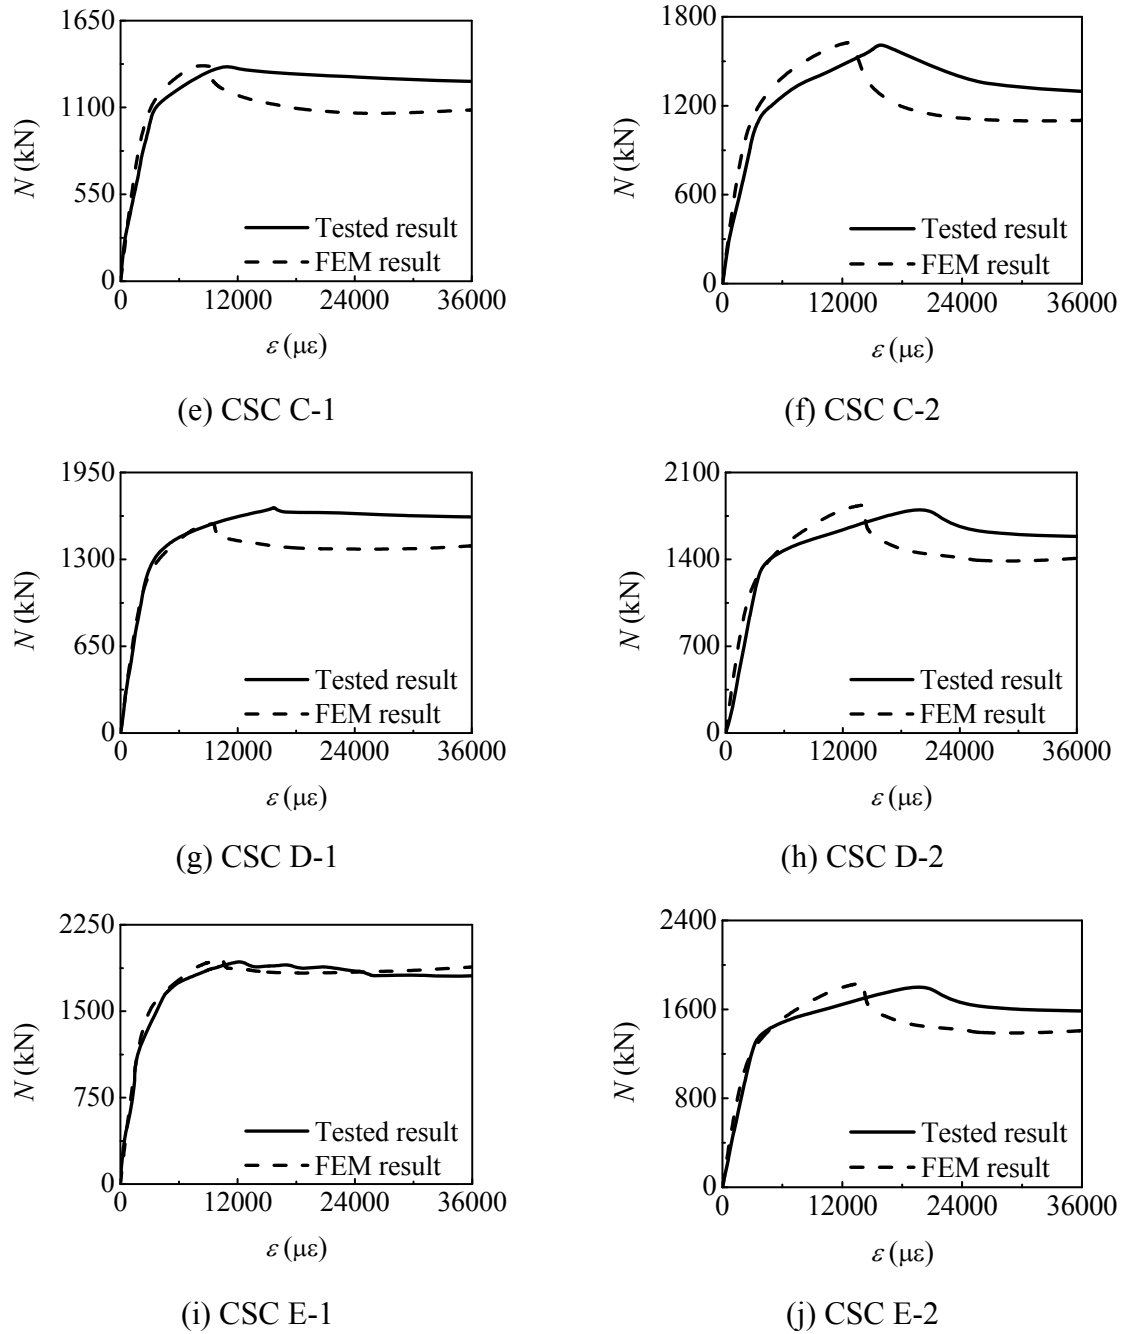 1650
1100
550
0
N (kN)
Tested result
FEM result
0 12000 24000 36000
ε (με)
(e) CSC C-1
1800
1200
600
0
N (kN)
Tested result
FEM result
0 12000 24000 36000
ε (με)
(f) CSC C-2
1950
1300
650
0
N (kN)
Tested result
FEM result
0 12000 24000 36000
ε (με)
(g) CSC D-1
2100
1400
700
0
N (kN)
Tested result
FEM result
0 12000 24000 36000
ε (με)
(h) CSC D-2
2250
1500
750
0
N (kN)
Tested result
FEM result
0 12000 24000 36000
ε (με)
(i) CSC E-1
2400
1600
800
0
N (kN)
Tested result
FEM result
0 12000 24000 36000
ε (με)
(j) CSC E-2